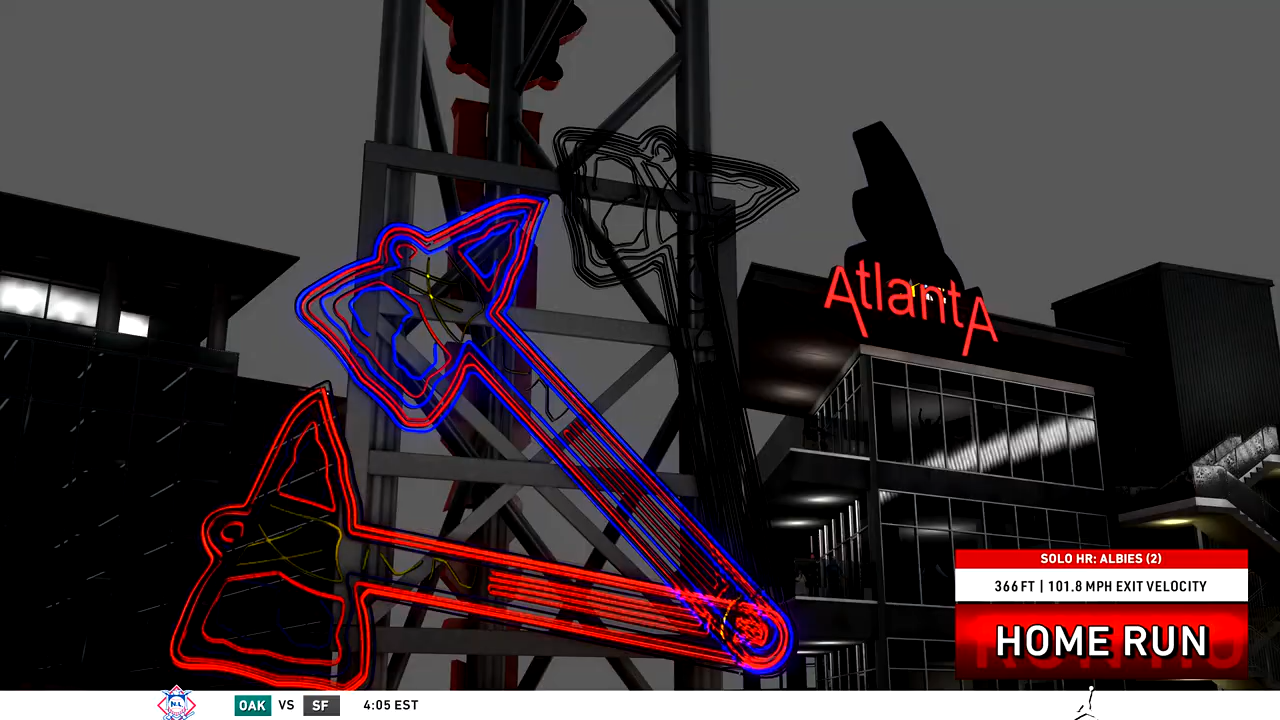 AtlantA
SOLO HR: ALBIES (2)
366 FT | 101.8 MPH EXIT VELOCITY
HOME RUN
N.L. OAK VS SF 4:05 EST